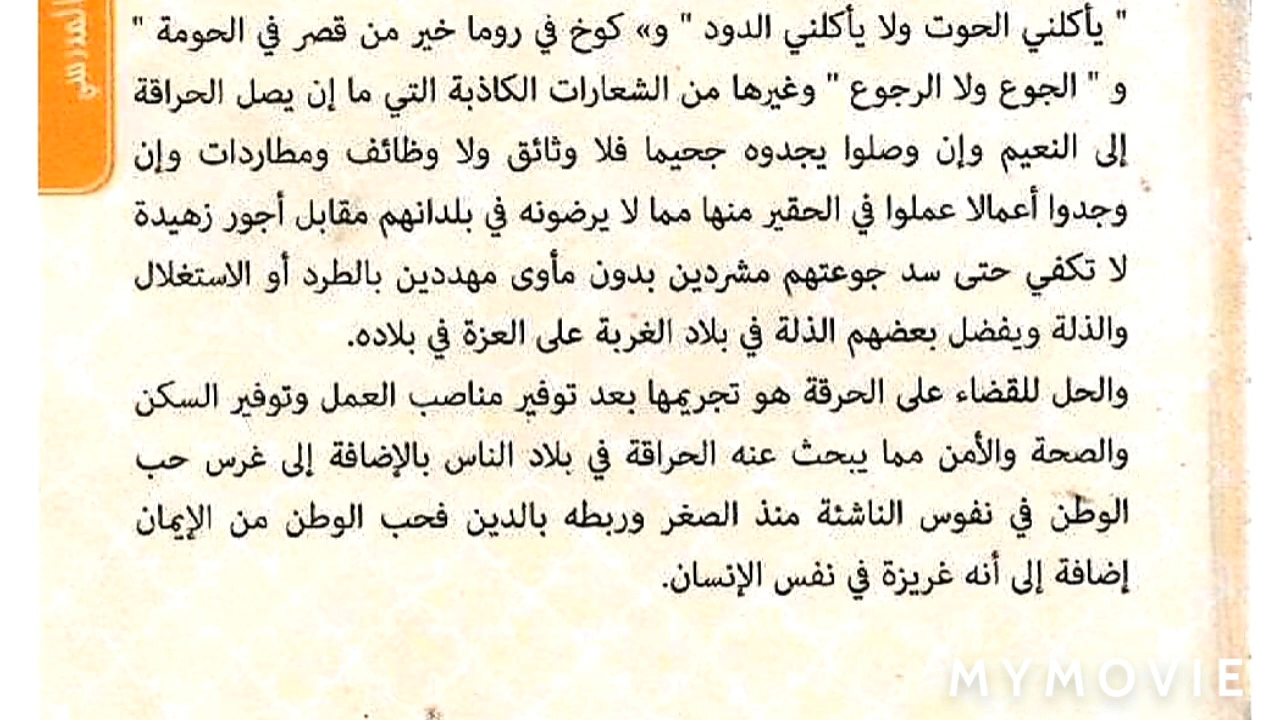 المدرسي
" يأكلني الحوت ولا يأكلني الدود " و» كوخ في روما خير من قصر في الحومة "
و " الجوع ولا الرجوع " وغيرها من الشعارات الكاذبة التي ما إن يصل الحراقة
إلى النعيم وإن وصلوا يجدوه جحيما فلا وثائق ولا وظائف ومطاردات وإن
وجدوا أعمالا عملوا في الحقير منها مما لا يرضونه في بلدانهم مقابل أجور زهيدة
لا تكفي حتى سد جوعتهم مشردين بدون مأوى مهددين بالطرد أو الاستغلال
والذلة ويفضل بعضهم الذلة في بلاد الغربة على العزة في بلاده.
والحل للقضاء على الحرقة هو تجريمها بعد توفير مناصب العمل وتوفير السكن
والصحة والأمن مما يبحث عنه الحراقة في بلاد الناس بالإضافة إلى غرس حب
الوطن في نفوس الناشئة منذ الصغر وربطه بالدين فحب الوطن من الإيمان
إضافة إلى أنه غريزة في نفس الإنسان.
MYMOVIE